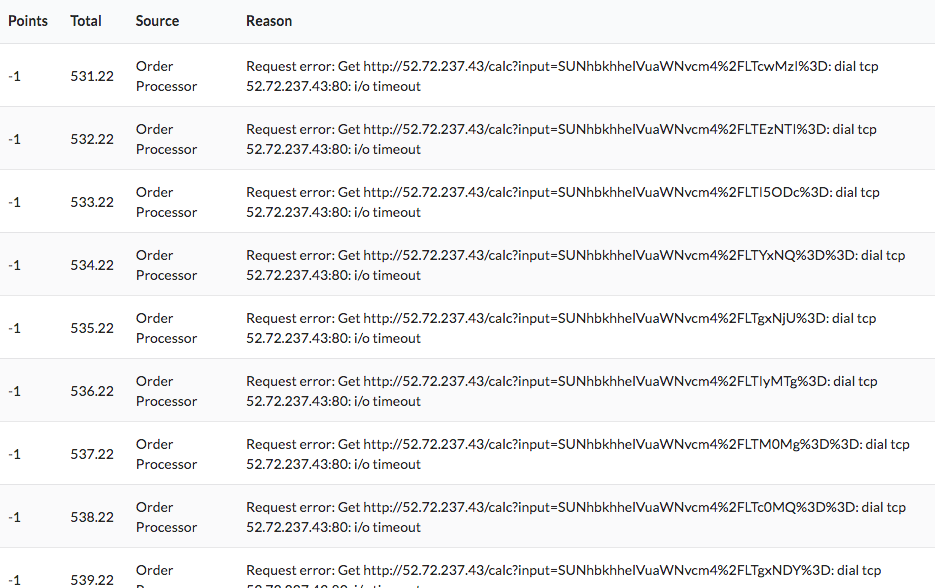 Points Total Source Reason
-1 531.22 Order Processor Request error: Get http://52.72.237.43/calc?input=SUNhbkhhelVuaWNvcm4%2FLTcwMzI%3D: dial tcp
52.72.237.43:80: i/o timeout
-1 532.22 Order Processor Request error: Get http://52.72.237.43/calc?input=SUNhbkhhelVuaWNvcm4%2FLTEzNTI%3D: dial tcp
52.72.237.43:80: i/o timeout
-1 533.22 Order Processor Request error: Get http://52.72.237.43/calc?input=SUNhbkhhelVuaWNvcm4%2FLTI5ODc%3D: dial tcp
52.72.237.43:80: i/o timeout
-1 534.22 Order Processor Request error: Get http://52.72.237.43/calc?input=SUNhbkhhelVuaWNvcm4%2FLTYxNQ%3D%3D: dial tcp
52.72.237.43:80: i/o timeout
-1 535.22 Order Processor Request error: Get http://52.72.237.43/calc?input=SUNhbkhhelVuaWNvcm4%2FLTgxNjU%3D: dial tcp
52.72.237.43:80: i/o timeout
-1 536.22 Order Processor Request error: Get http://52.72.237.43/calc?input=SUNhbkhhelVuaWNvcm4%2FLTIyMTg%3D: dial tcp
52.72.237.43:80: i/o timeout
-1 537.22 Order Processor Request error: Get http://52.72.237.43/calc?input=SUNhbkhhelVuaWNvcm4%2FLTM0Mg%3D%3D: dial tcp
52.72.237.43:80: i/o timeout
-1 538.22 Order Processor Request error: Get http://52.72.237.43/calc?input=SUNhbkhhelVuaWNvcm4%2FLTc0MQ%3D%3D: dial tcp
52.72.237.43:80: i/o timeout
-1 539.22 Order Request error: Get http://52.72.237.43/calc?input=SUNhbkhhelVuaWNvcm4%2FLTgxNDY%3D: dial tcp